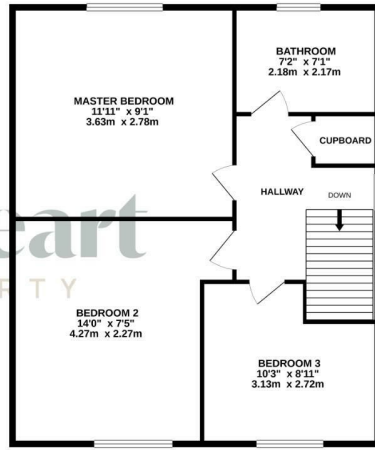 BATHROOM
7'2" x 7'1"
2.18m x 2.17m
MASTER BEDROOM
11'11" x 9'1"
3.63m x 2.78m
CUPBOARD
HALLWAY
DOWN
eart
RTY
BEDROOM 2
14'0" x 7'5"
4.27m x 2.27m
BEDROOM 3
10'3" x 8'11"
3.13m x 2.72m